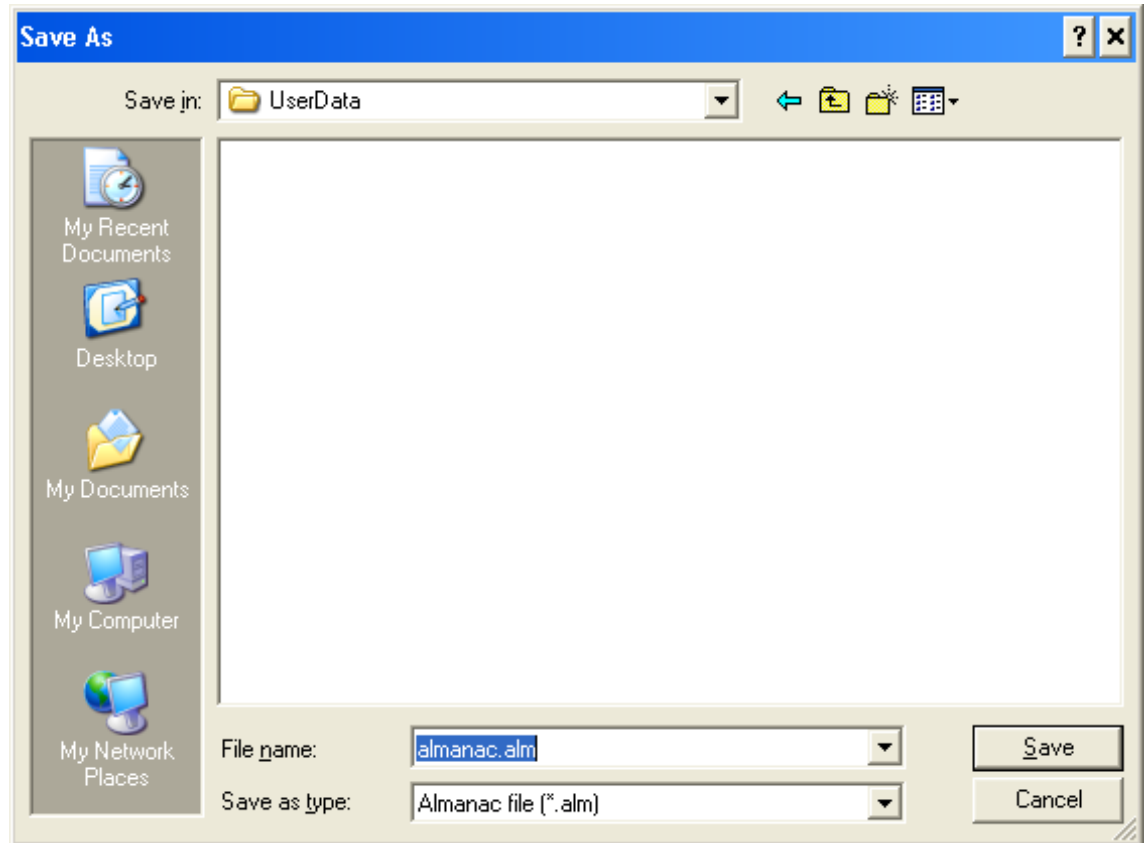 Save As
Save in: UserData
My Recent
Documents
Desktop
My Documents
My Computer
My Network
Places
File name: almanac.alm Save
Save as type: Almanac file (*.alm) Cancel